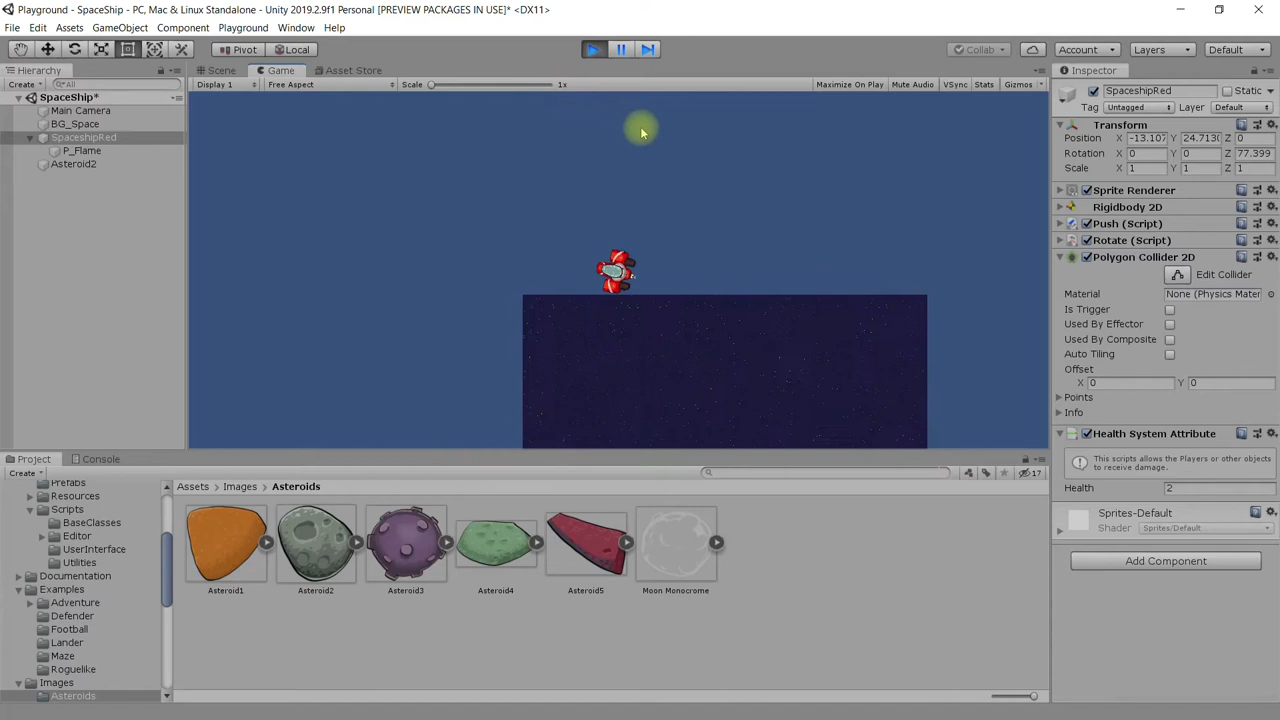 Playground - SpaceShip - PC, Mac & Linux Standalone - Unity 2019.2.9f1 Personal [PREVIEW PACKAGES IN USE]* <DX11>
File Edit Assets GameObject Component Playground Window Help
Pivot Local Collab Account Layers Default
Hierarchy Scene Game Asset Store Inspector
Create All Display 1 Free Aspect Scale 1x Maximize On Play Mute Audio VSync Stats Gizmos
SpaceshipRed Static
SpaceShip*
Tag Untagged Layer Default
Main Camera
BG_Space
SpaceshipRed
P_Flame
Asteroid2
Transform
Position X -13.107 Y 24.7130 Z 0
Rotation X 0 Y 0 Z 77.399
Scale X 1 Y 1 Z 1
Sprite Renderer
Rigidbody 2D
Push (Script)
Rotate (Script)
Polygon Collider 2D
Edit Collider
Material None (Physics Mater
Is Trigger
Used By Effector
Used By Composite
Auto Tiling
Offset
X 0 Y 0
Points
Info
Health System Attribute
This scripts allows the Players or other objects
to receive damage.
Health 2
Sprites-Default
Shader Sprites/Default
Add Component
Project Console
Create 17
Prefabs
Resources
Scripts
BaseClasses
Editor
UserInterface
Utilities
Documentation
Examples
Adventure
Defender
Football
Lander
Maze
Roguelike
Images
Asteroids
Assets Images Asteroids
Asteroid1 Asteroid2 Asteroid3 Asteroid4 Asteroid5 Moon Monocrome